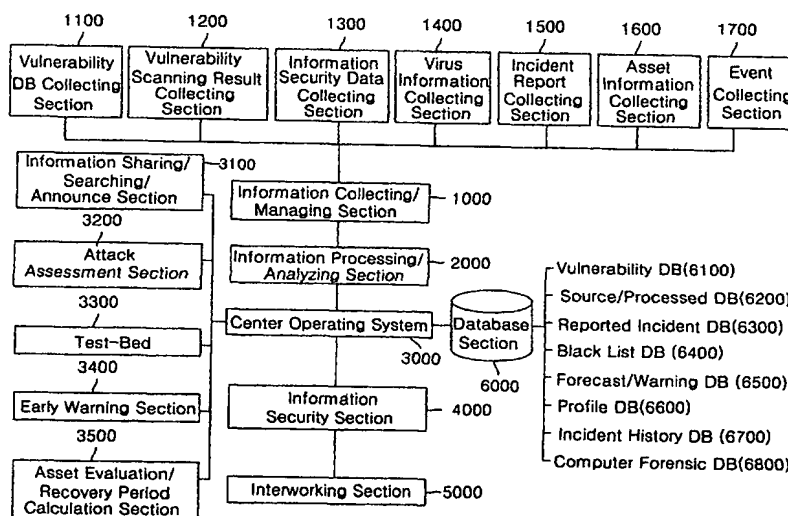 1100
1200
1300
1400
1500
1600
1700
Vulnerability
DB Collecting
Section
Vulnerability
Scanning Result
Collecting
Section
Information
Security Data
Collecting
Section
Virus
Information
Collecting
Section
Incident
Report
Collecting
Section
Asset
Information
Collecting
Section
Event
Collecting
Section
Information Sharing/
Searching/
Announce Section
3100
3200
Attack
Assessment Section
3300
Test-Bed
3400
Early Warning Section
3500
Asset Evaluation/
Recovery Period
Calculation Section
Information Collecting/
Managing Section
1000
Information Processing/
Analyzing Section
2000
Center Operating System
3000
Information
Security Section
4000
Interworking Section
5000
Database
Section
6000
Vulnerability DB(6100)
Source/Processed DB(6200)
Reported Incident DB(6300)
Black List DB(6400)
Forecast/Warning DB (6500)
Profile DB(6600)
Incident History DB (6700)
Computer Forensic DB(6800)